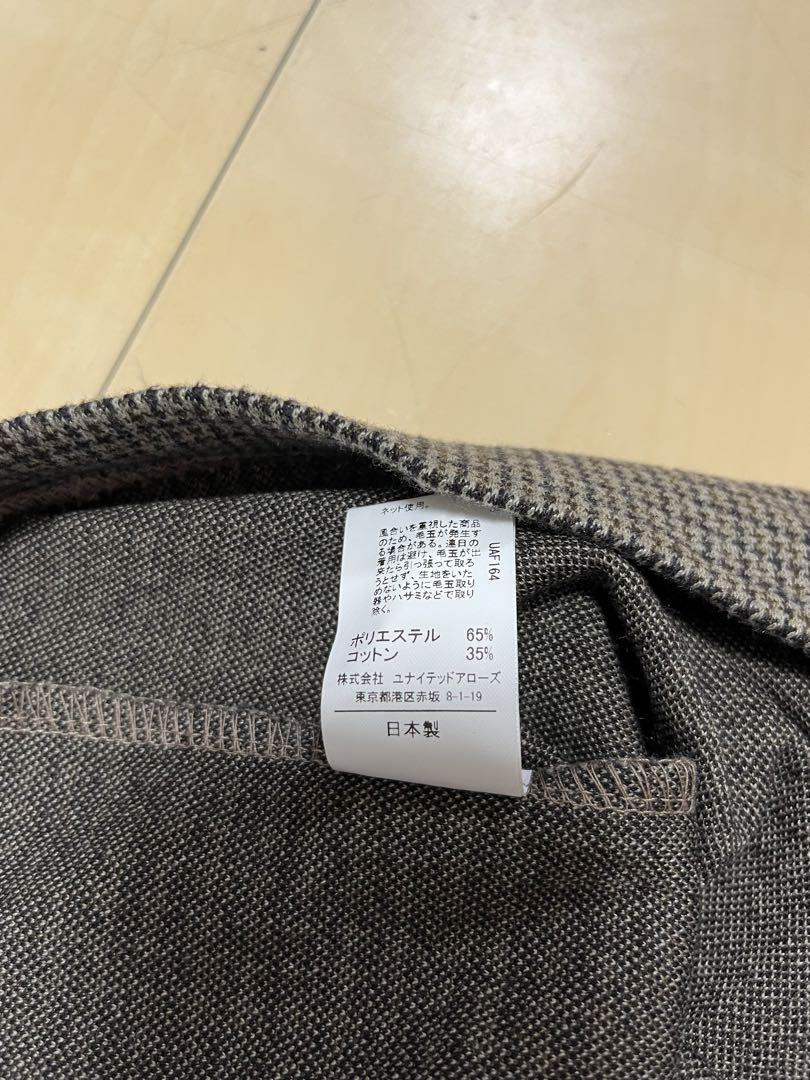 ネット使用。
風合いを重視した商品
のため、毛玉が発生す
る場合がある。連日の
着用は避け、毛玉が出
来たら引っ張って取ろ
うとせず、生地をいた
めないように毛玉取り
器やハサミなどで取り
除く。
UAF164
ポリエステル 65%
コットン 35%
株式会社 ユナイテッドアローズ
東京都港区赤坂 8-1-19
日本製